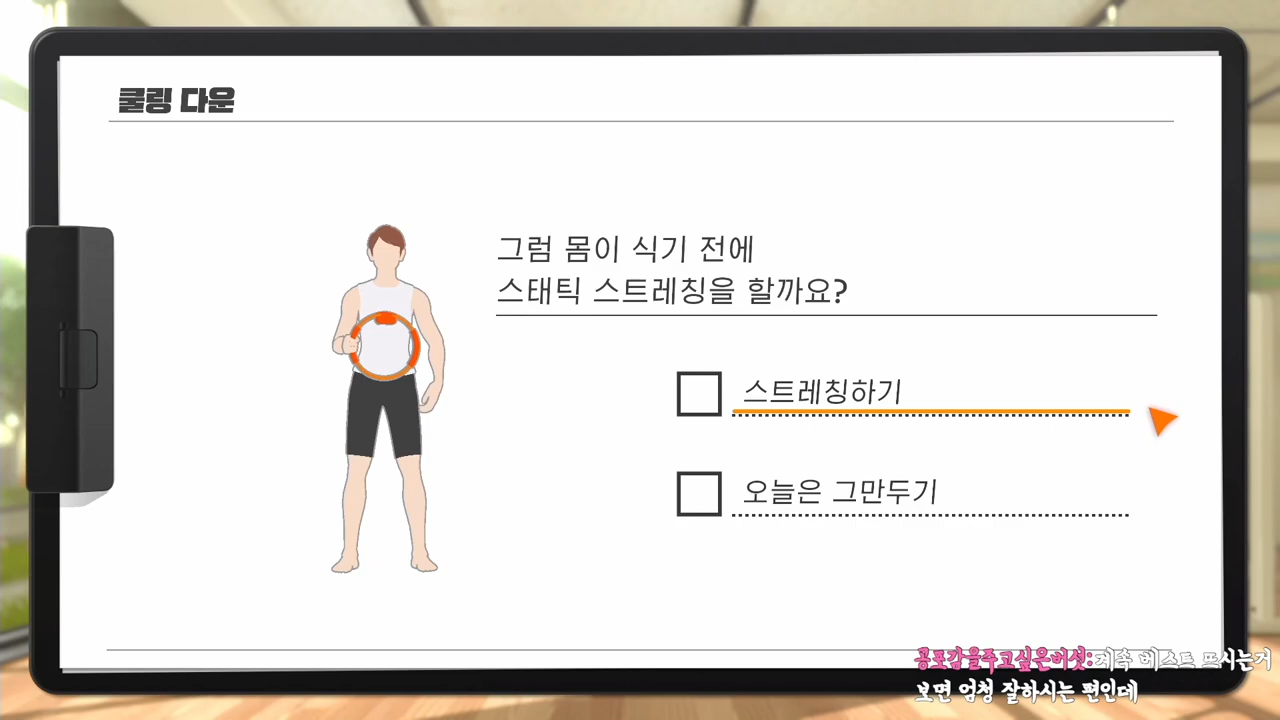 쿨링 다운
그럼 몸이 식기 전에
스태틱 스트레칭을 할까요?
스트레칭하기
오늘은 그만두기
공포감을주고싶은버섯:계속 베스트 뜨시는거
보면 엄청 잘하시는 편인데